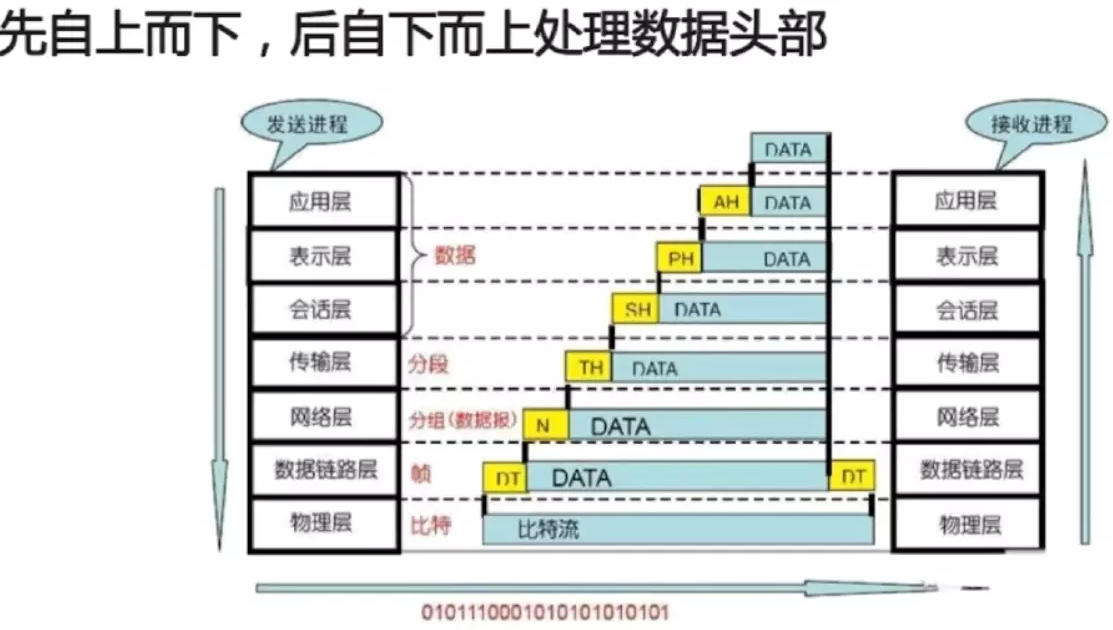 先自上而下，后自下而上处理数据头部
发送进程
接收进程
DATA
应用层
AH DATA
应用层
表示层
数据
PH DATA
表示层
会话层
SH DATA
会话层
传输层
分段
TH DATA
传输层
网络层
分组(数据报)
N DATA
网络层
数据链路层
帧
DT DATA DT
数据链路层
物理层
比特
比特流
物理层
0101110001010101010101